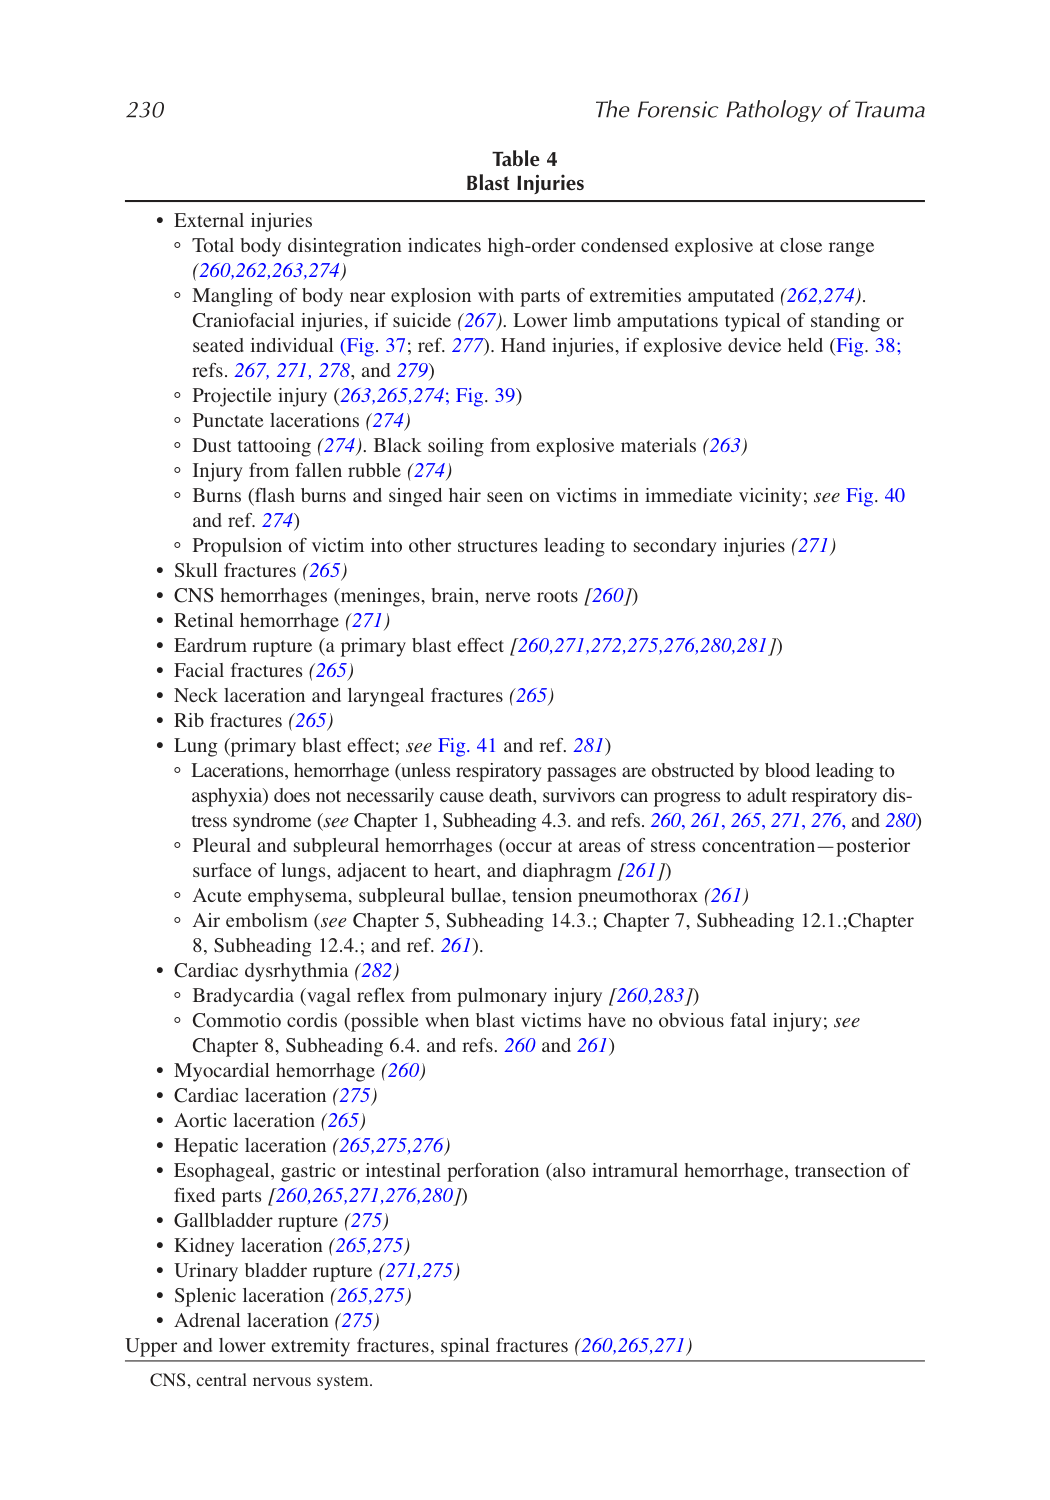 230 The Forensic Pathology of Trauma
Table 4
Blast Injuries
• External injuries
° Total body disintegration indicates high-order condensed explosive at close range
(260,262,263,274)
° Mangling of body near explosion with parts of extremities amputated (262,274).
Craniofacial injuries, if suicide (267). Lower limb amputations typical of standing or
seated individual (Fig. 37; ref. 277). Hand injuries, if explosive device held (Fig. 38;
refs. 267, 271, 278, and 279)
° Projectile injury (263,265,274; Fig. 39)
° Punctate lacerations (274)
° Dust tattooing (274). Black soiling from explosive materials (263)
° Injury from fallen rubble (274)
° Burns (flash burns and singed hair seen on victims in immediate vicinity; see Fig. 40
and ref. 274)
° Propulsion of victim into other structures leading to secondary injuries (271)
• Skull fractures (265)
• CNS hemorrhages (meninges, brain, nerve roots [260])
• Retinal hemorrhage (271)
• Eardrum rupture (a primary blast effect [260,271,272,275,276,280,281])
• Facial fractures (265)
• Neck laceration and laryngeal fractures (265)
• Rib fractures (265)
• Lung (primary blast effect; see Fig. 41 and ref. 281)
° Lacerations, hemorrhage (unless respiratory passages are obstructed by blood leading to
asphyxia) does not necessarily cause death, survivors can progress to adult respiratory dis-
tress syndrome (see Chapter 1, Subheading 4.3. and refs. 260, 261, 265, 271, 276, and 280)
° Pleural and subpleural hemorrhages (occur at areas of stress concentration—posterior
surface of lungs, adjacent to heart, and diaphragm [261])
° Acute emphysema, subpleural bullae, tension pneumothorax (261)
° Air embolism (see Chapter 5, Subheading 14.3.; Chapter 7, Subheading 12.1.;Chapter
8, Subheading 12.4.; and ref. 261).
• Cardiac dysrhythmia (282)
° Bradycardia (vagal reflex from pulmonary injury [260,283])
° Commotio cordis (possible when blast victims have no obvious fatal injury; see
Chapter 8, Subheading 6.4. and refs. 260 and 261)
• Myocardial hemorrhage (260)
• Cardiac laceration (275)
• Aortic laceration (265)
• Hepatic laceration (265,275,276)
• Esophageal, gastric or intestinal perforation (also intramural hemorrhage, transection of
fixed parts [260,265,271,276,280])
• Gallbladder rupture (275)
• Kidney laceration (265,275)
• Urinary bladder rupture (271,275)
• Splenic laceration (265,275)
• Adrenal laceration (275)
Upper and lower extremity fractures, spinal fractures (260,265,271)
CNS, central nervous system.